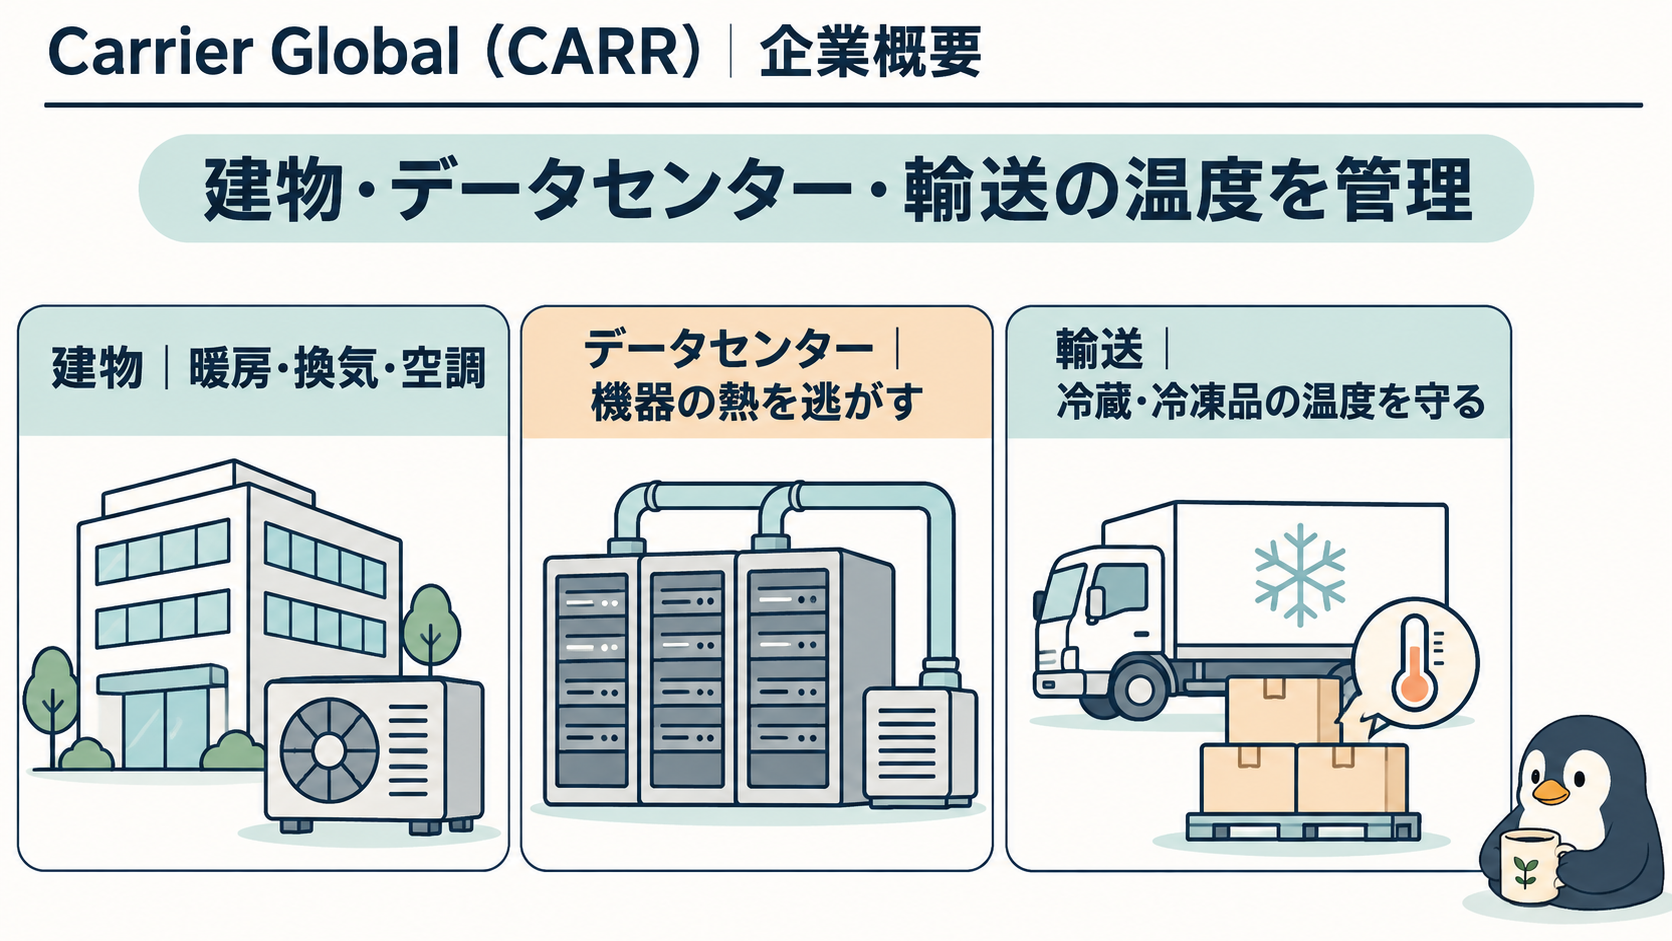 Carrier Global（CARR）｜企業概要
建物・データセンター・輸送の温度を管理
建物｜暖房・換気・空調
データセンター｜
機器の熱を逃がす
輸送｜
冷蔵・冷凍品の温度を守る